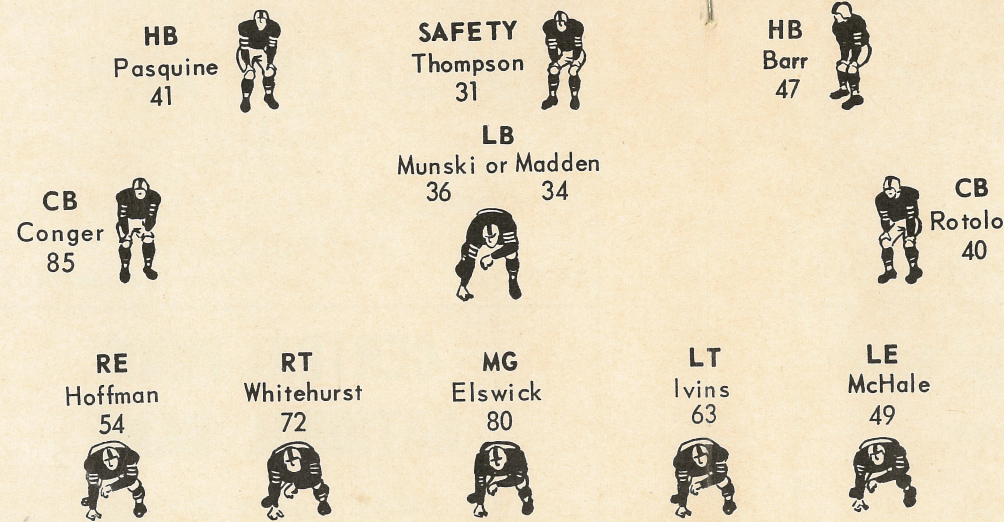 HB
Pasquine
41
SAFETY
Thompson
31
HB
Barr
47
LB
Munski or Madden
36 34
CB
Conger
85
CB
Rotolo
40
RE
Hoffman
54
RT
Whitehurst
72
MG
Elswick
80
LT
Ivins
63
LE
McHale
49